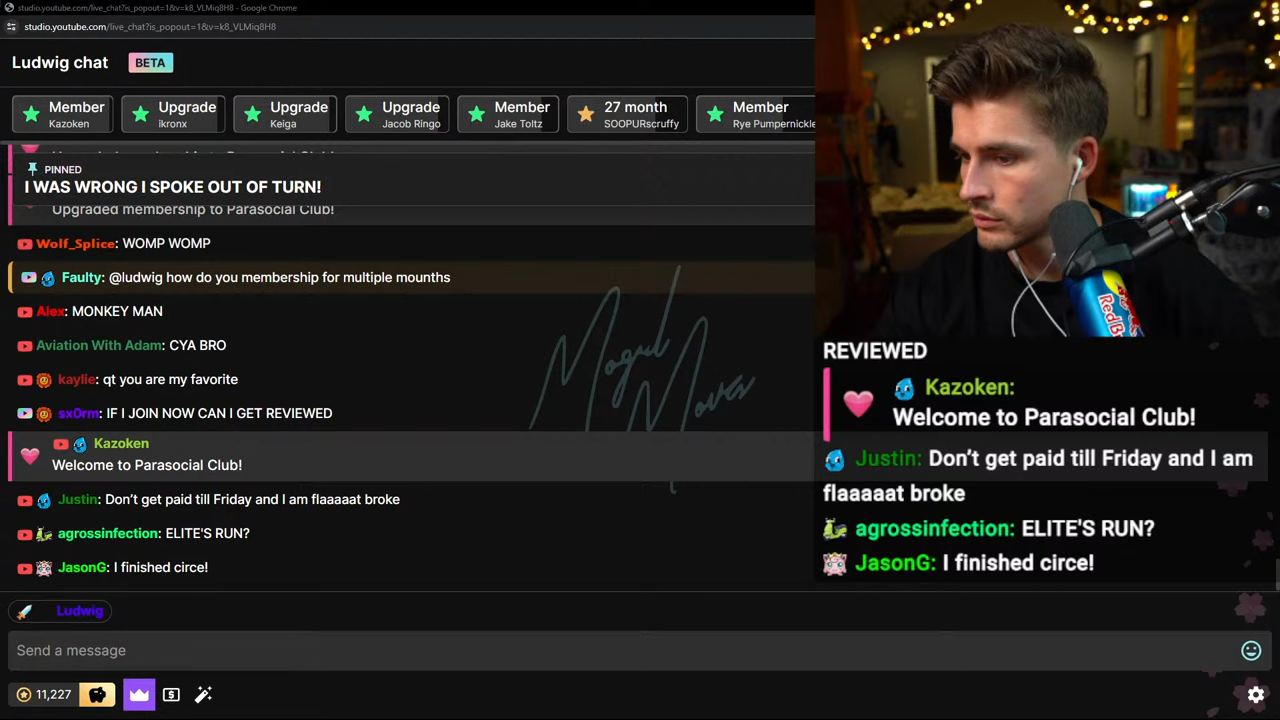 studio.youtube.com/live_chat?is_popout=1&v=k8_VLMiq8H8 - Google Chrome
studio.youtube.com/live_chat?is_popout=1&v=k8_VLMiq8H8
Ludwig chat BETA
Member
Kazoken
Upgrade
ikronx
Upgrade
Keiga
Upgrade
Jacob Ringo
Member
Jake Toltz
27 month
SOOPURscruffy
Member
Rye Pumpernickle
PINNED
I WAS WRONG I SPOKE OUT OF TURN!
Upgraded membership to Parasocial Club!
Wolf_Splice: WOMP WOMP
Faulty: @ludwig how do you membership for multiple mounths
Alex: MONKEY MAN
Aviation With Adam: CYA BRO
kaylie: qt you are my favorite
sx0rm: IF I JOIN NOW CAN I GET REVIEWED
Kazoken
Welcome to Parasocial Club!
Justin: Don't get paid till Friday and I am flaaaaat broke
agrossinfection: ELITE'S RUN?
JasonG: I finished circe!
Ludwig
Send a message
11,227
Mogul
Moves
Red Bu
REVIEWED
Kazoken:
Welcome to Parasocial Club!
Justin: Don't get paid till Friday and I am
flaaaaat broke
agrossinfection: ELITE'S RUN?
JasonG: I finished circe!